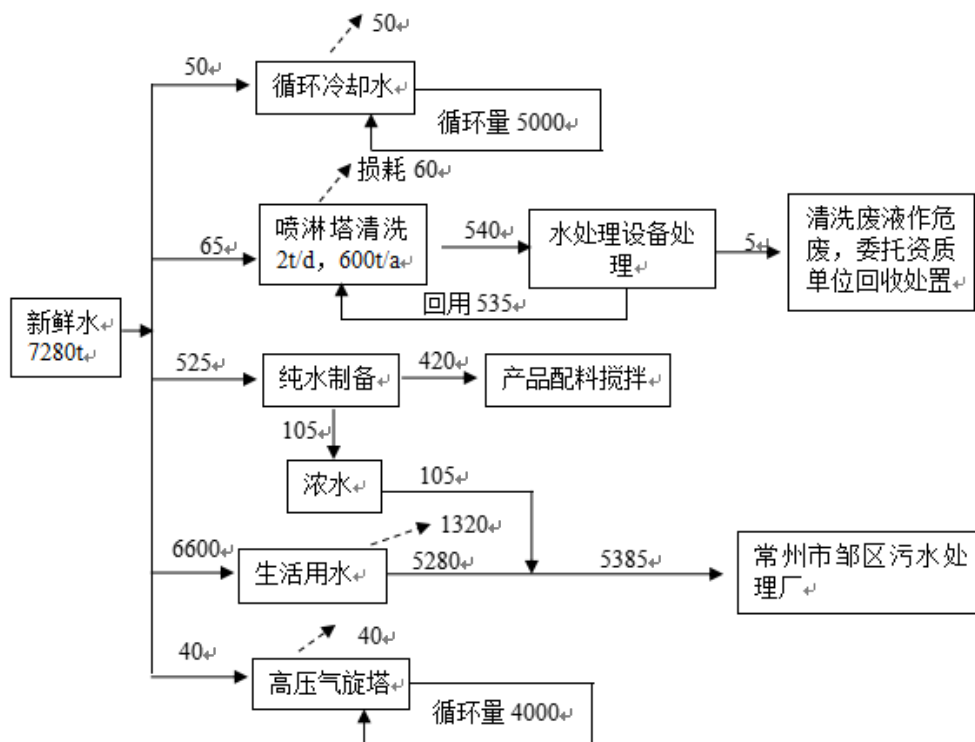 50↵
50↵
循环冷却水↵
循环量 5000↵
损耗 60↵
65↵
喷淋塔清洗
2t/d，600t/a↵
540↵
水处理设备处
理↵
5↵
清洗废液作危
废，委托资质
单位回收处置↵
回用 535↵
新鲜水
7280t↵
525↵
纯水制备↵
420↵
产品配料搅拌↵
105↵
浓水↵
105↵
1320↵
6600↵
生活用水↵
5280↵
5385↵
常州市邹区污水处
理厂↵
40↵
40↵
高压气旋塔↵
循环量 4000↵